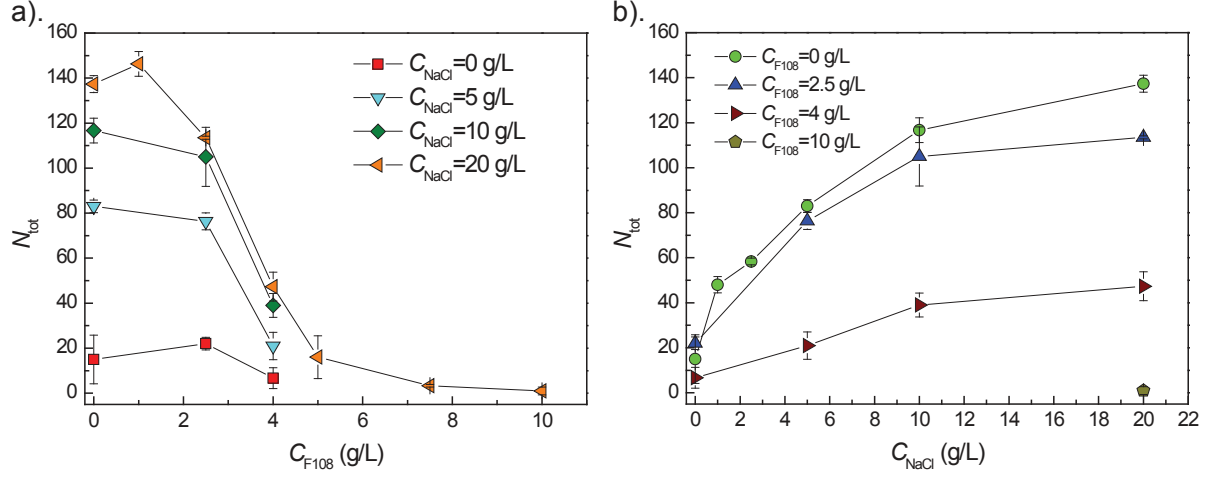 a).
160
140
120
100
80
60
40
20
0
N_tot
0 2 4 6 8 10
C_F108 (g/L)
C_NaCl=0 g/L
C_NaCl=5 g/L
C_NaCl=10 g/L
C_NaCl=20 g/L
b).
160
140
120
100
80
60
40
20
0
N_tot
0 2 4 6 8 10 12 14 16 18 20 22
C_NaCl (g/L)
C_F108=0 g/L
C_F108=2.5 g/L
C_F108=4 g/L
C_F108=10 g/L